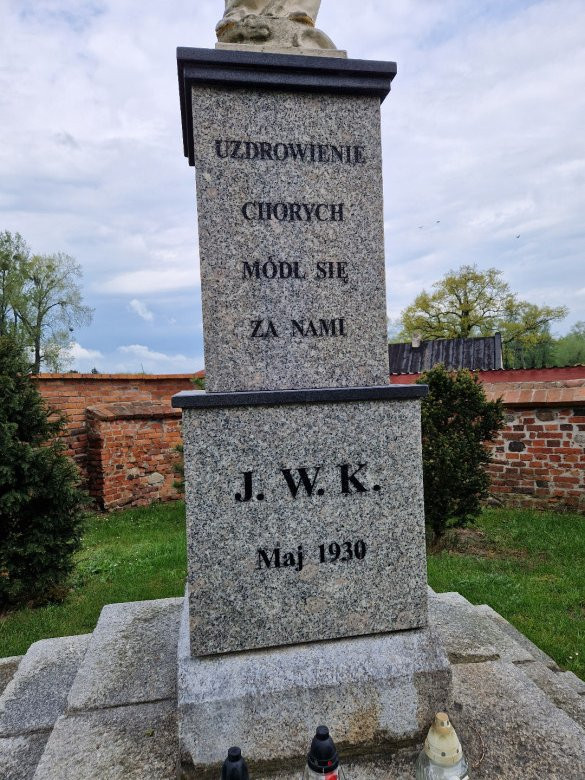 UZDROWIENIE
CHORYCH
MÓDL SIĘ
ZA NAMI
J. W. K.
Maj 1930